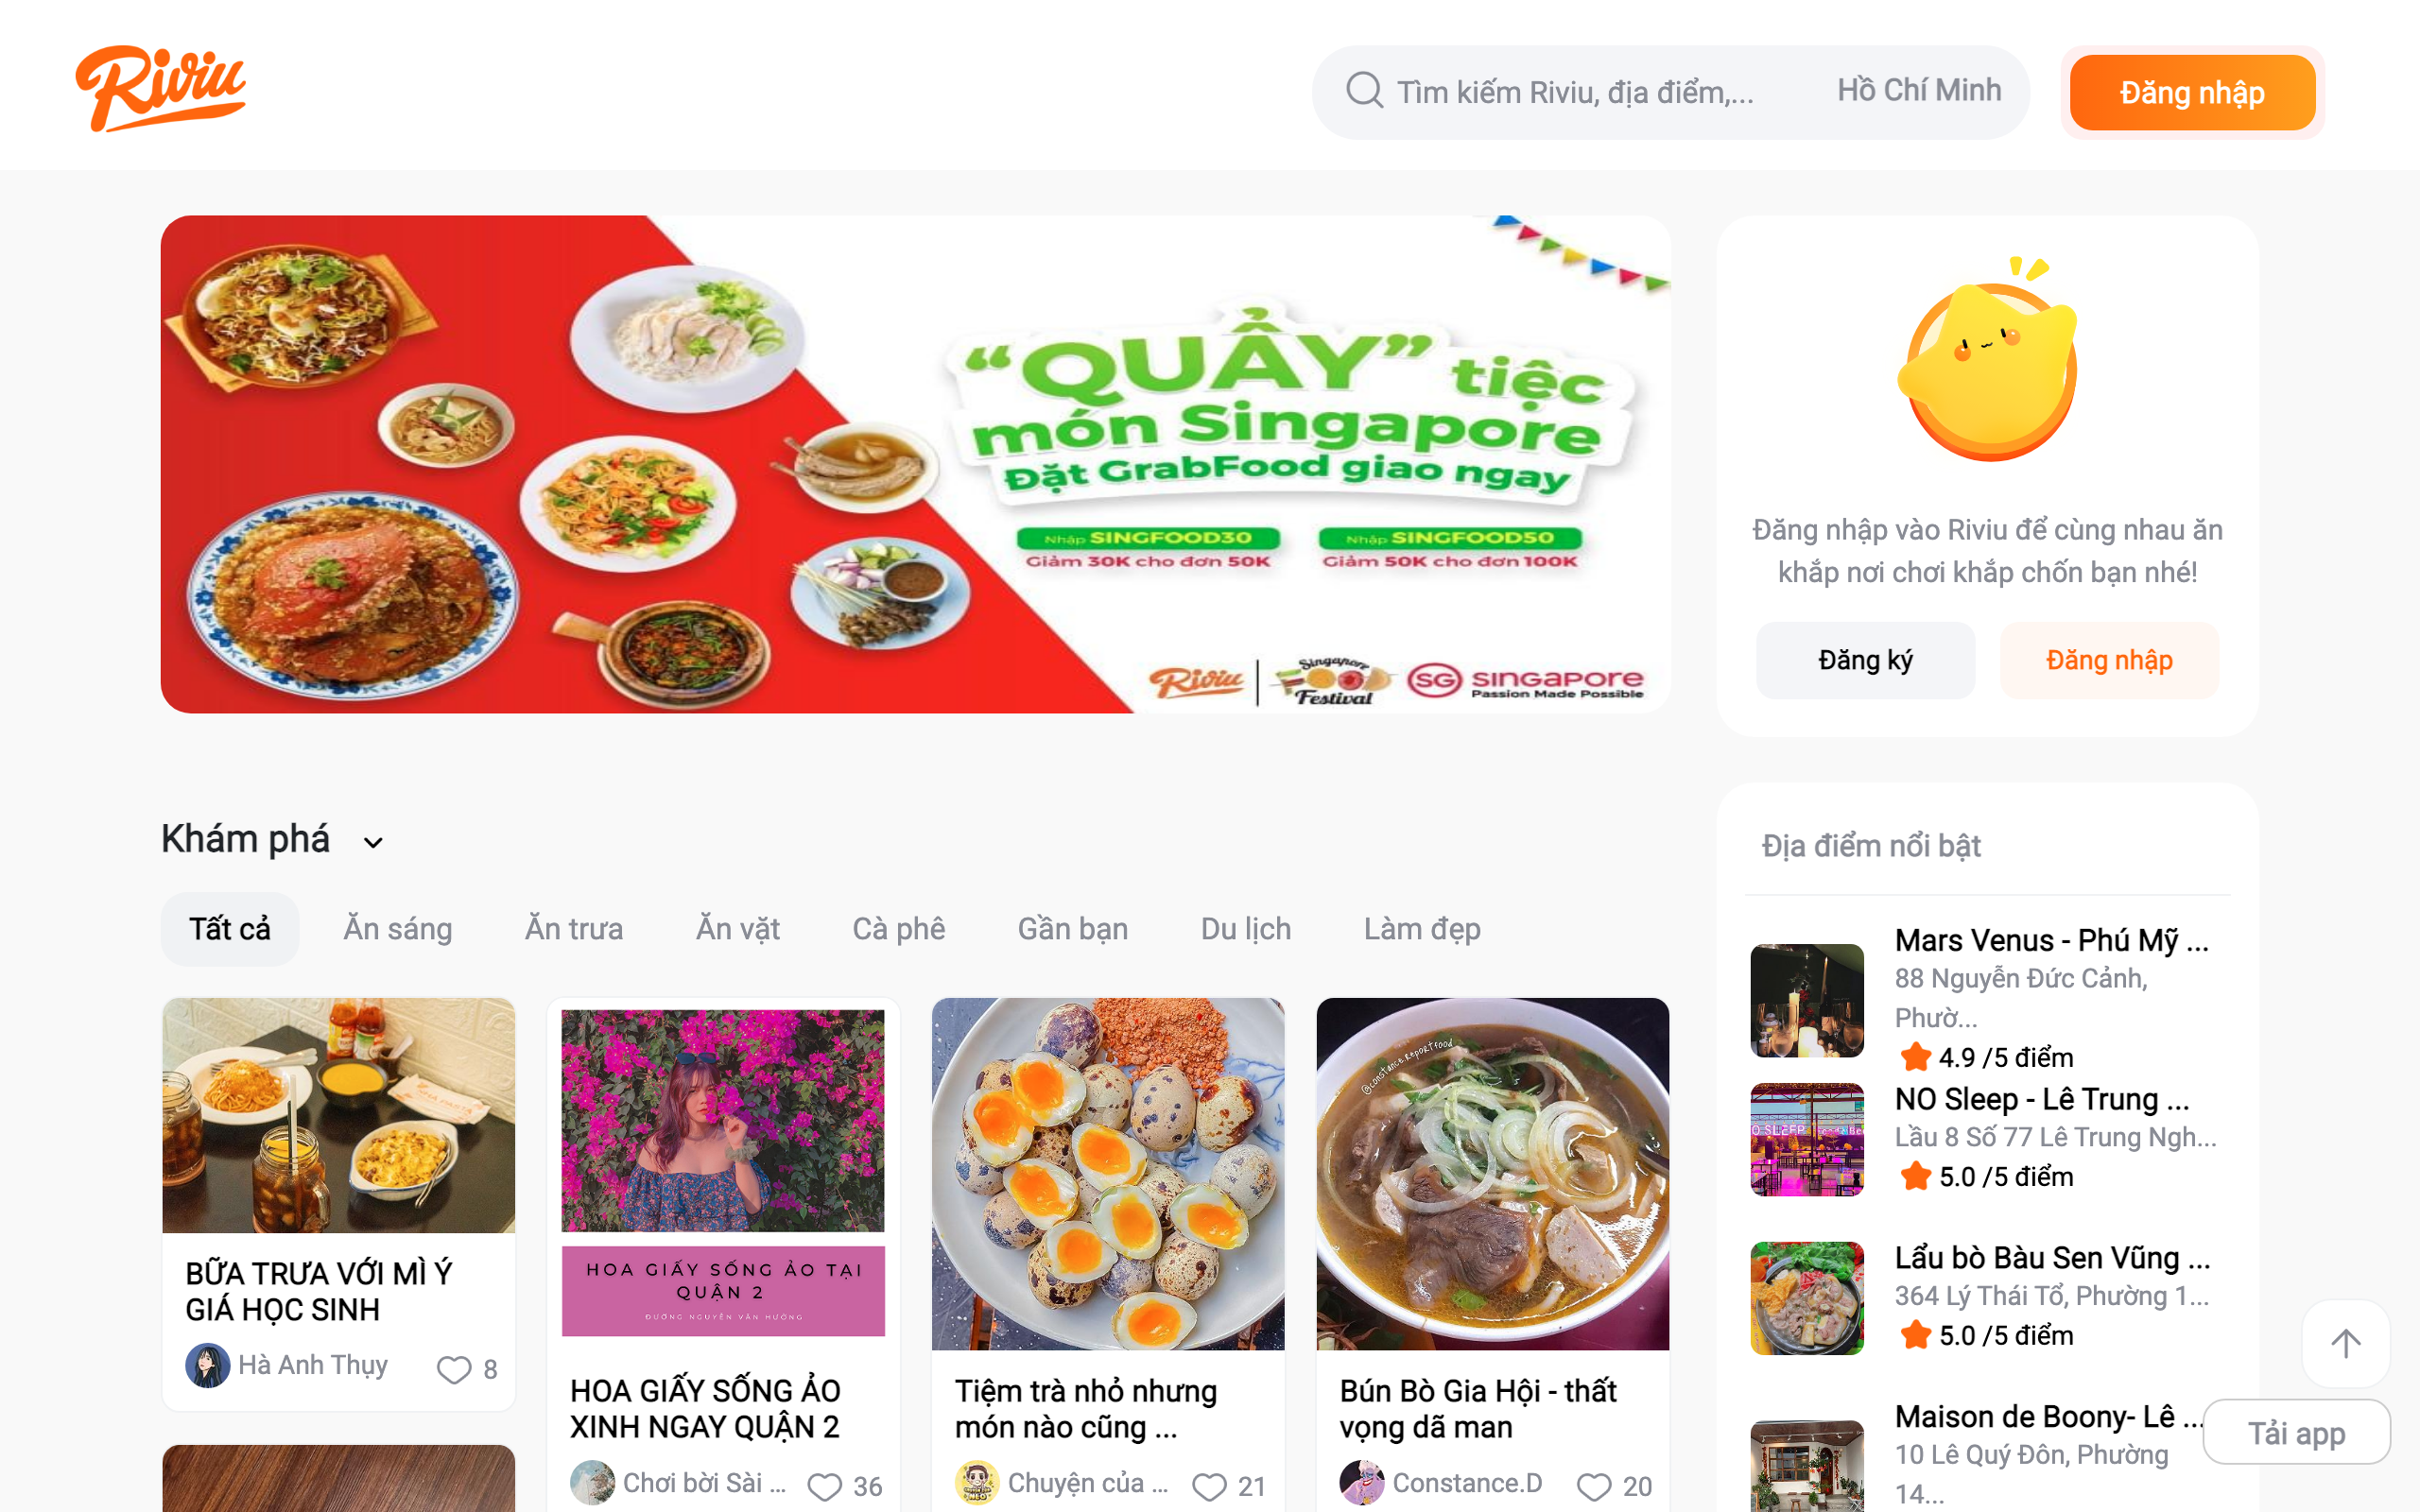 Riviu
Tìm kiếm Riviu, địa điểm,...
Hồ Chí Minh
Đăng nhập
“QUẨY” tiệc
món Singapore
Đặt GrabFood giao ngay
Nhập SINGFOOD30
Giảm 30K cho đơn 50K
Nhập SINGFOOD50
Giảm 50K cho đơn 100K
Riviu
Singapore
FOOD
Festival
SG SINGAPORE
Passion Made Possible
Đăng nhập vào Riviu để cùng nhau ăn
khắp nơi chơi khắp chốn bạn nhé!
Đăng ký
Đăng nhập
Khám phá
Tất cả
Ăn sáng
Ăn trưa
Ăn vặt
Cà phê
Gần bạn
Du lịch
Làm đẹp
BỮA TRƯA VỚI MÌ Ý
GIÁ HỌC SINH
Hà Anh Thụy
8
HOA GIẤY SỐNG ẢO TẠI
QUẬN 2
ĐƯỜNG NGUYỄN VĂN HƯỞNG
HOA GIẤY SỐNG ẢO
XINH NGAY QUẬN 2
Chơi bời Sài ...
36
Tiệm trà nhỏ nhưng
món nào cũng ...
Chuyện của ...
21
@constance.reportfood
Bún Bò Gia Hội - thất
vọng dã man
Constance.D
20
Địa điểm nổi bật
Mars Venus - Phú Mỹ ...
88 Nguyễn Đức Cảnh,
Phườ...
4.9 /5 điểm
NO Sleep - Lê Trung ...
Lầu 8 Số 77 Lê Trung Ngh...
5.0 /5 điểm
Lẩu bò Bàu Sen Vũng ...
364 Lý Thái Tổ, Phường 1...
5.0 /5 điểm
Maison de Boony- Lê ...
10 Lê Quý Đôn, Phường
14...
Tải app